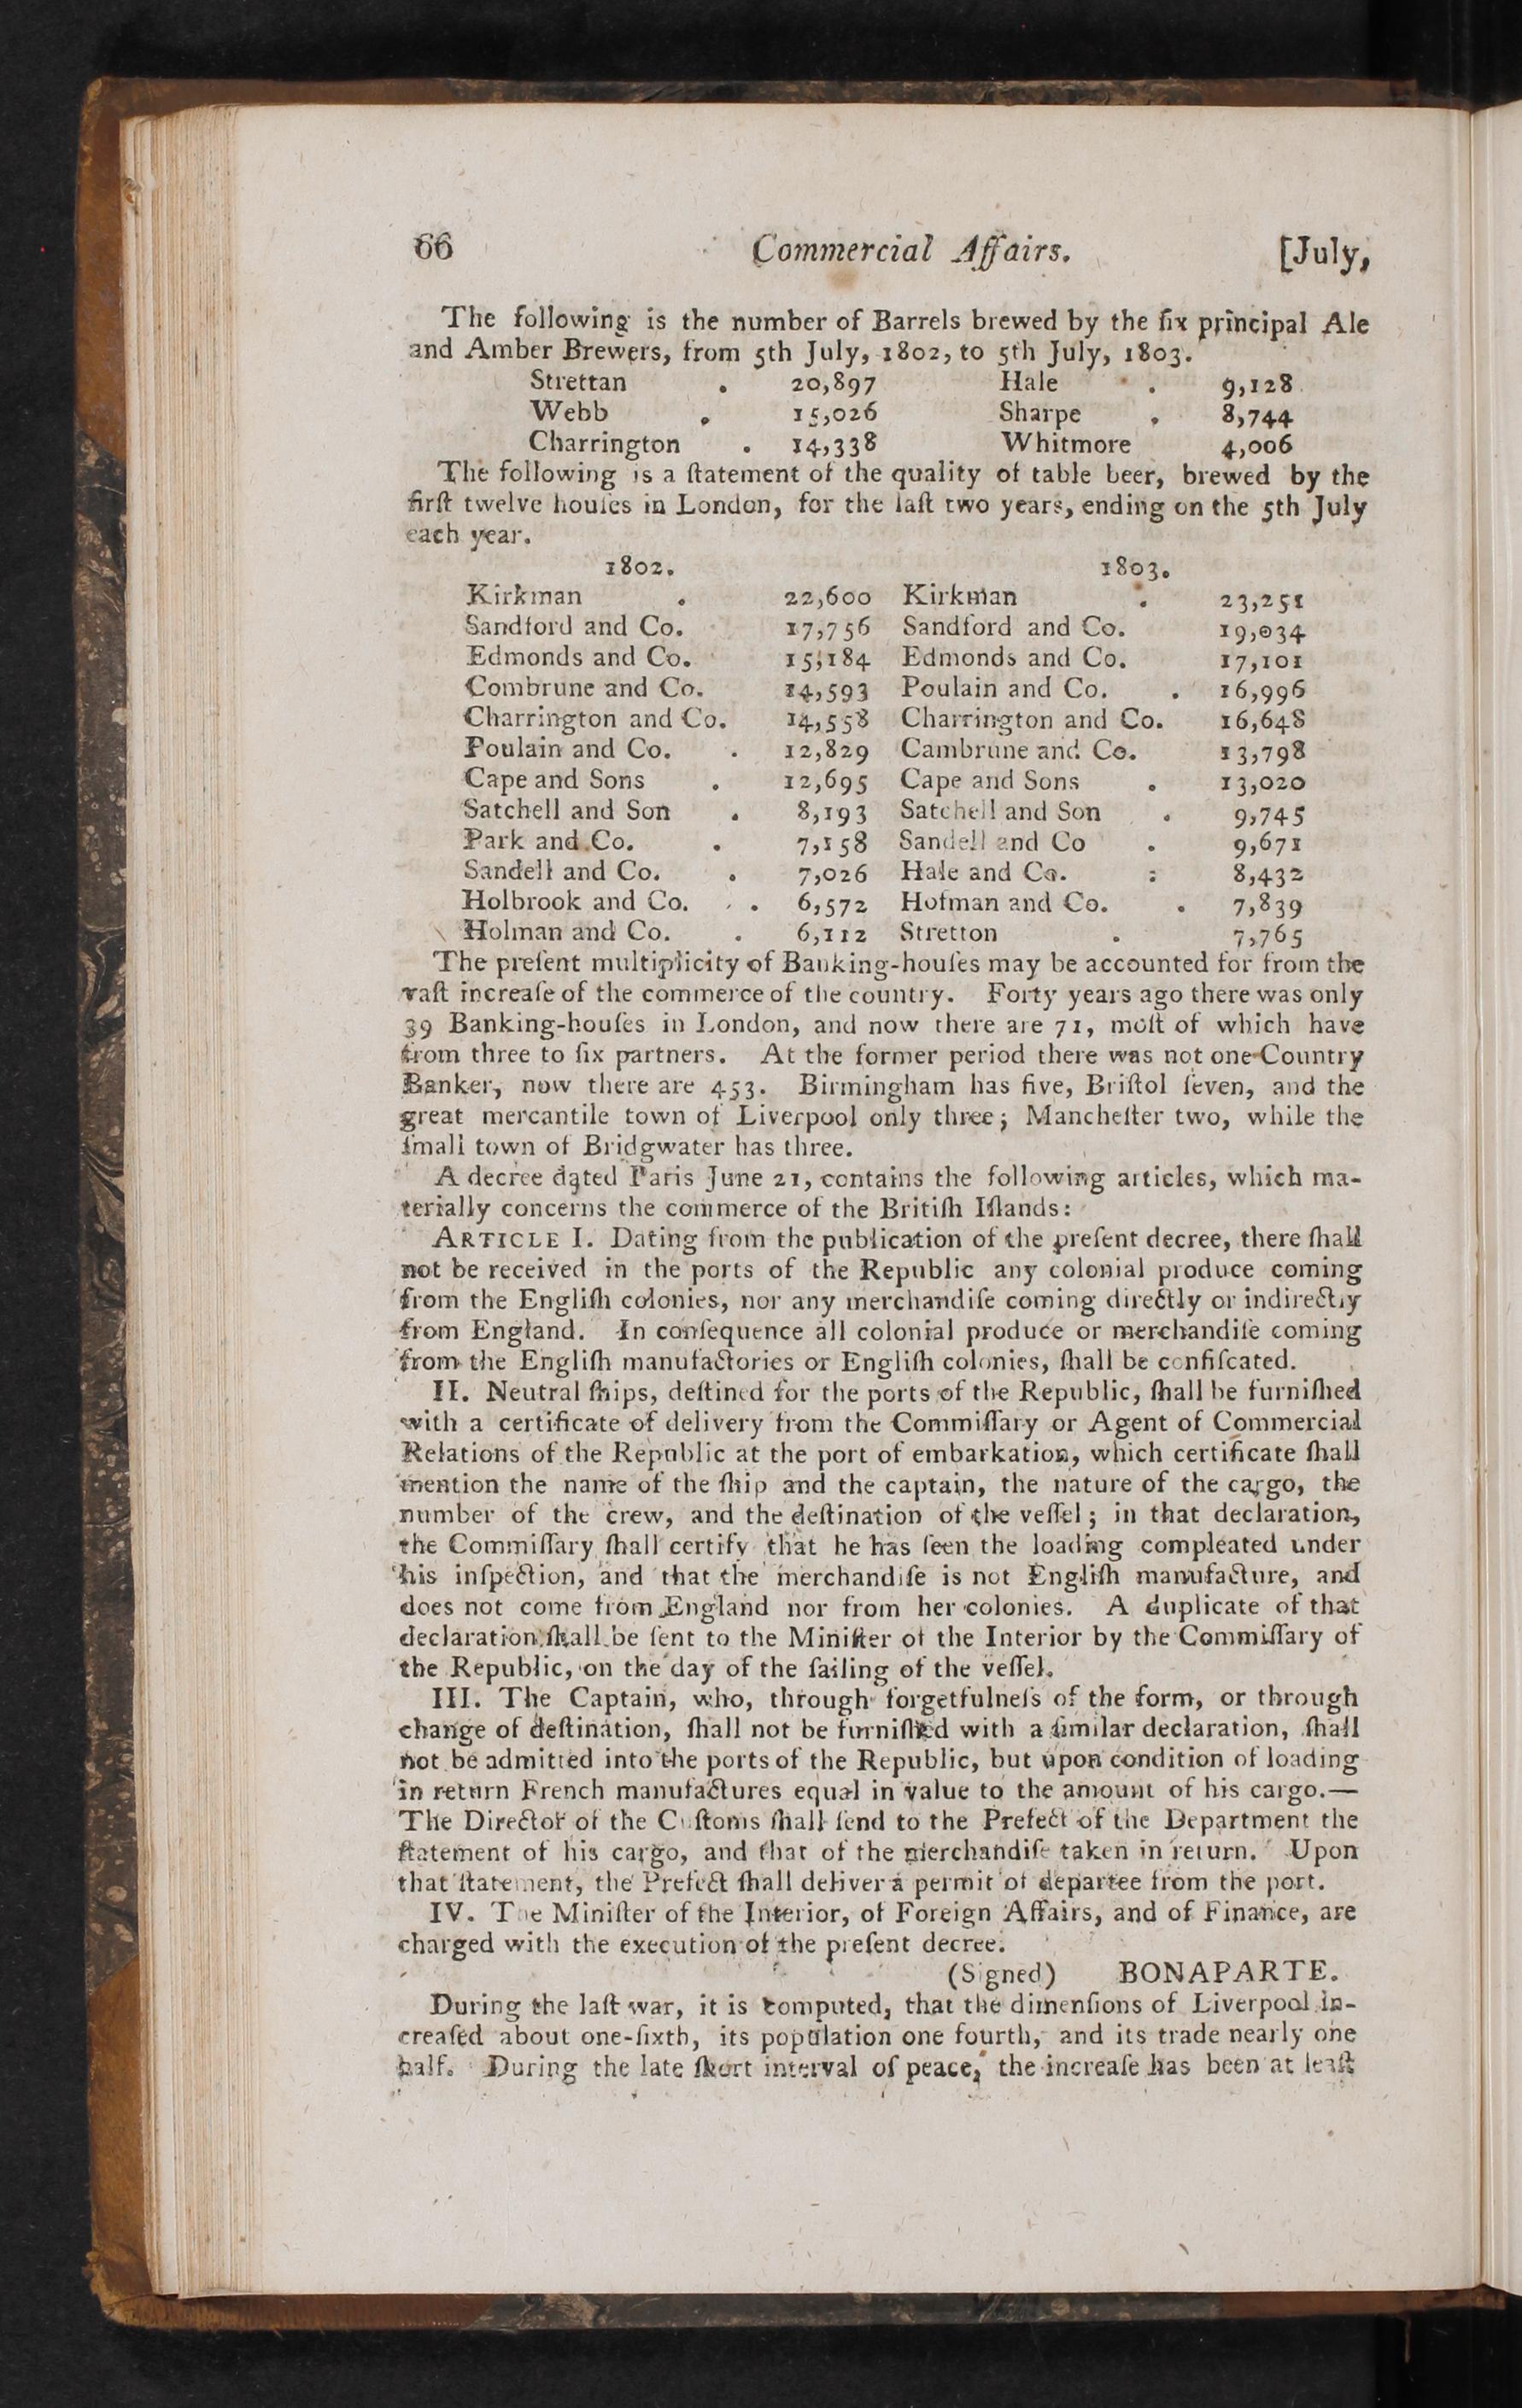 66 Commercial Affairs. [July,
The following is the number of Barrels brewed by the ſix principal Ale
and Amber Brewers, from 5th July, 1802, to 5th July, 1803.
Strettan . 20,897 Hale . 9,128
Webb . 15,026 Sharpe . 8,744
Charrington . 14,338 Whitmore 4,006
The following is a ſtatement of the quality of table beer, brewed by the
firſt twelve houſes in London, for the laſt two years, ending on the 5th July
each year.
1802. 1803.
Kirkman . 22,600 Kirkman . 23,251
Sandford and Co. 17,756 Sandford and Co. 19,034
Edmonds and Co. 15,184 Edmonds and Co. 17,101
Combrune and Co. 14,593 Poulain and Co. . 16,996
Charrington and Co. 14,558 Charrington and Co. 16,648
Poulain and Co. . 12,829 Cambrune and Co. 13,798
Cape and Sons . 12,695 Cape and Sons . 13,020
Satchell and Son . 8,193 Satchell and Son . 9,745
Park and Co. . 7,158 Sandell and Co . 9,671
Sandell and Co. . 7,026 Hale and Co. : 8,432
Holbrook and Co. . 6,572 Hofman and Co. . 7,839
Holman and Co. . 6,112 Stretton . 7,765
The preſent multiplicity of Banking-houſes may be accounted for from the
vaſt increaſe of the commerce of the country. Forty years ago there was only
39 Banking-houſes in London, and now there are 71, moſt of which have
from three to ſix partners. At the former period there was not one Country
Banker, now there are 453. Birmingham has five, Briſtol ſeven, and the
great mercantile town of Liverpool only three; Mancheſter two, while the
ſmall town of Bridgwater has three.
A decree dated Paris June 21, contains the following articles, which ma-
terially concerns the commerce of the Britiſh Iſlands:
ARTICLE I. Dating from the publication of the preſent decree, there ſhall
not be received in the ports of the Republic any colonial produce coming
from the Engliſh colonies, nor any merchandiſe coming directly or indirectly
from England. In conſequence all colonial produce or merchandiſe coming
from the Engliſh manufactories or Engliſh colonies, ſhall be confiſcated.
II. Neutral ſhips, deſtined for the ports of the Republic, ſhall be furniſhed
with a certificate of delivery from the Commiſſary or Agent of Commercial
Relations of the Republic at the port of embarkation, which certificate ſhall
mention the name of the ſhip and the captain, the nature of the cargo, the
number of the crew, and the deſtination of the veſſel; in that declaration,
the Commiſſary ſhall certify that he has ſeen the loading compleated under
his inſpection, and that the merchandiſe is not Engliſh manufacture, and
does not come from England nor from her colonies. A duplicate of that
declaration ſhall be ſent to the Miniſter of the Interior by the Commiſſary of
the Republic, on the day of the ſailing of the veſſel.
III. The Captain, who, through forgetfulneſs of the form, or through
change of deſtination, ſhall not be furniſhed with a ſimilar declaration, ſhall
not be admitted into the ports of the Republic, but upon condition of loading
in return French manufactures equal in value to the amount of his cargo.—
The Director of the Cuſtoms ſhall ſend to the Prefect of the Department the
ſtatement of his cargo, and that of the merchandiſe taken in return. Upon
that ſtatement, the Prefect ſhall deliver a permit of departee from the port.
IV. The Miniſter of the Interior, of Foreign Affairs, and of Finance, are
charged with the execution of the preſent decree.
(Signed) BONAPARTE.
During the laſt war, it is computed, that the dimenſions of Liverpool in-
creaſed about one-ſixth, its population one fourth, and its trade nearly one
half. During the late ſhort interval of peace, the increaſe has been at leaſt